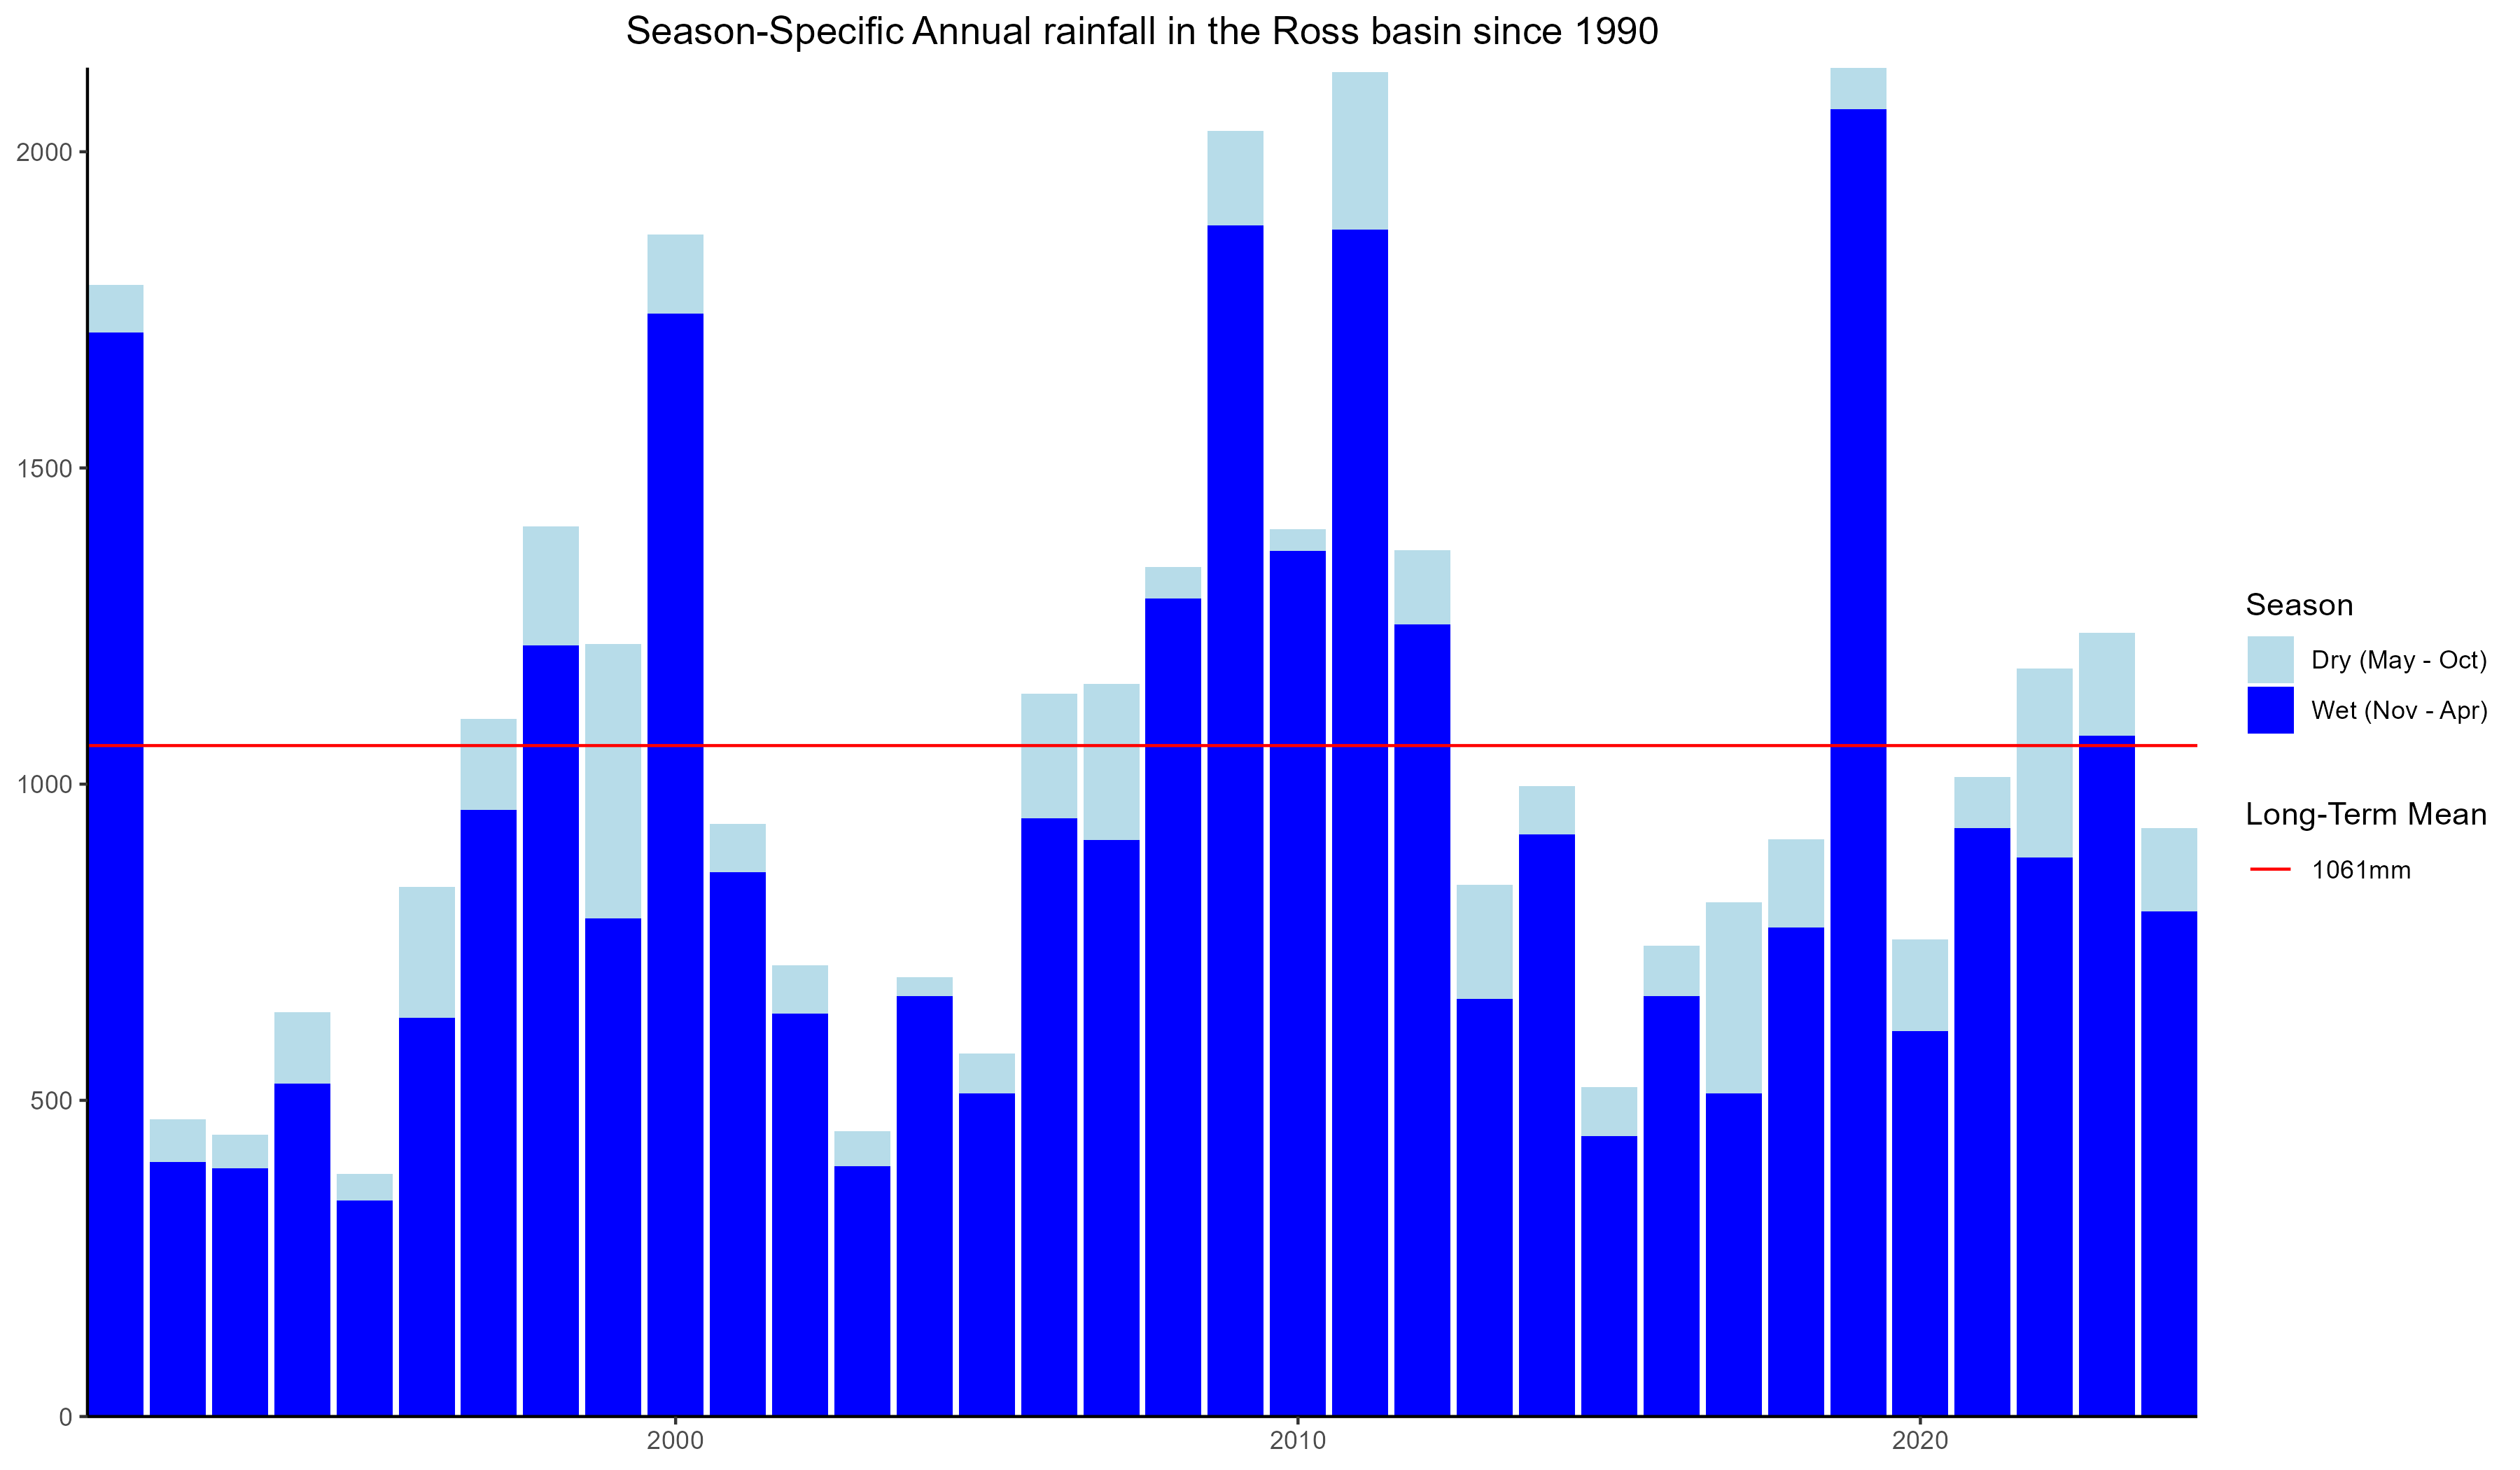 Season-Specific Annual rainfall in the Ross basin since 1990
2000
1500
1000
500
0
2000
2010
2020
Season
Dry (May - Oct)
Wet (Nov - Apr)
Long-Term Mean
1061mm